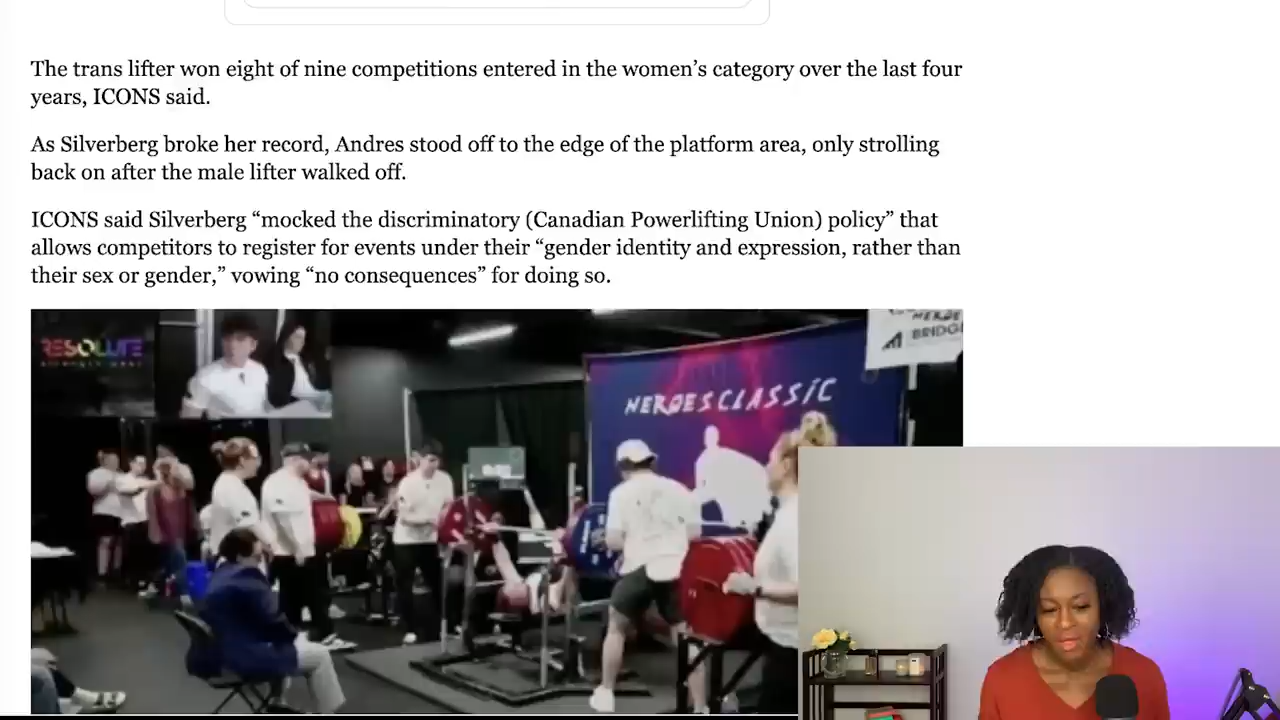 The trans lifter won eight of nine competitions entered in the women’s category over the last four
years, ICONS said.
As Silverberg broke her record, Andres stood off to the edge of the platform area, only strolling
back on after the male lifter walked off.
ICONS said Silverberg “mocked the discriminatory (Canadian Powerlifting Union) policy” that
allows competitors to register for events under their “gender identity and expression, rather than
their sex or gender,” vowing “no consequences” for doing so.
RESOLUTE
HEROES CLASSIC